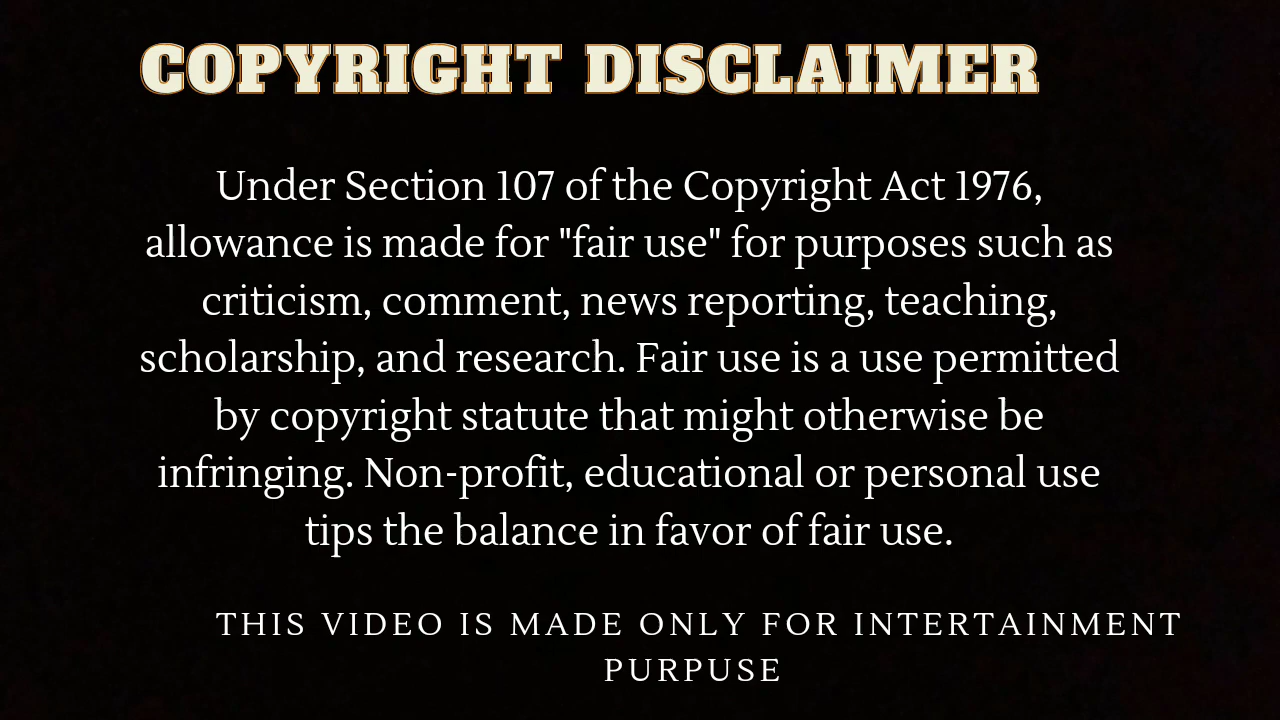 COPYRIGHT DISCLAIMER
Under Section 107 of the Copyright Act 1976,
allowance is made for "fair use" for purposes such as
criticism, comment, news reporting, teaching,
scholarship, and research. Fair use is a use permitted
by copyright statute that might otherwise be
infringing. Non-profit, educational or personal use
tips the balance in favor of fair use.
THIS VIDEO IS MADE ONLY FOR INTERTAINMENT
PURPUSE